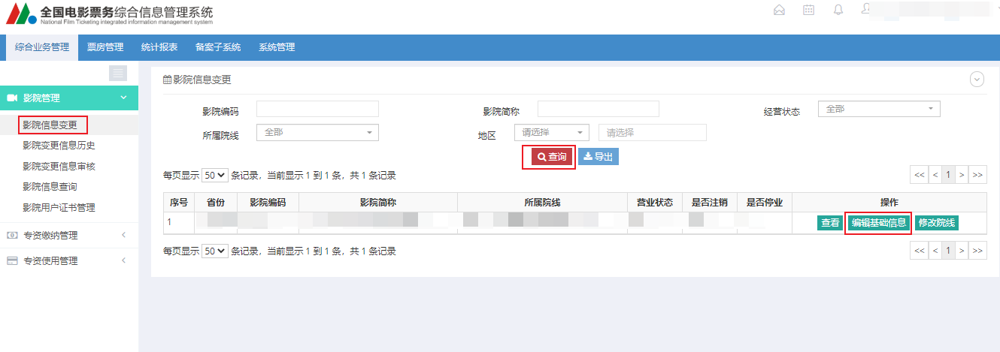 全国电影票务综合信息管理系统
National Film Ticketing integrated information management system
综合业务管理 票房管理 统计报表 备案子系统 系统管理
影院管理
影院信息变更
影院变更信息历史
影院变更信息审核
影院信息查询
影院用户证书管理
专资缴纳管理
专资使用管理
影院信息变更
影院编码 影院简称 经营状态 全部
所属院线 全部 地区 请选择 请选择
查询 导出
每页显示 50 条记录，当前显示 1 到 1 条，共 1 条记录 << < 1 > >>
序号 省份 影院编码 影院简称 所属院线 营业状态 是否注销 是否停业 操作
1 查看 编辑基础信息 修改院线
每页显示 50 条记录，当前显示 1 到 1 条，共 1 条记录 << < 1 > >>